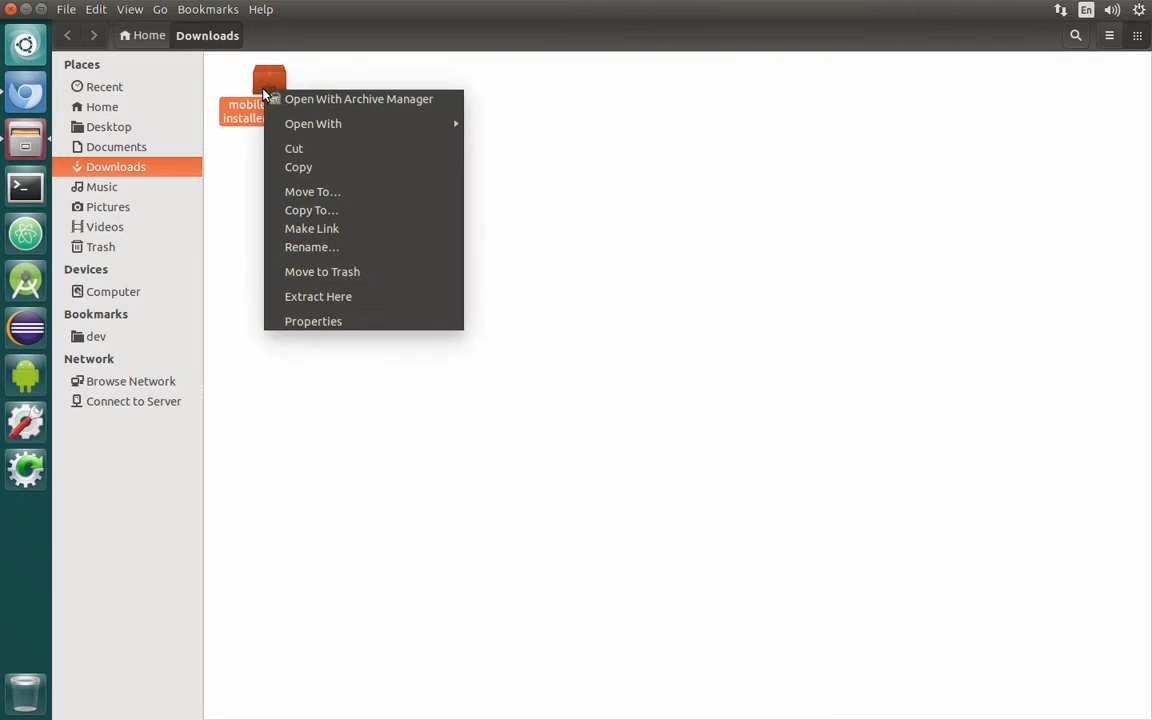 File Edit View Go Bookmarks Help
En
Home Downloads
Places
Recent
Home
Desktop
Documents
Downloads
Music
Pictures
Videos
Trash
Devices
Computer
Bookmarks
dev
Network
Browse Network
Connect to Server
mobile
Open With Archive Manager
Open With
Cut
Copy
Move To...
Copy To...
Make Link
Rename...
Move to Trash
Extract Here
Properties